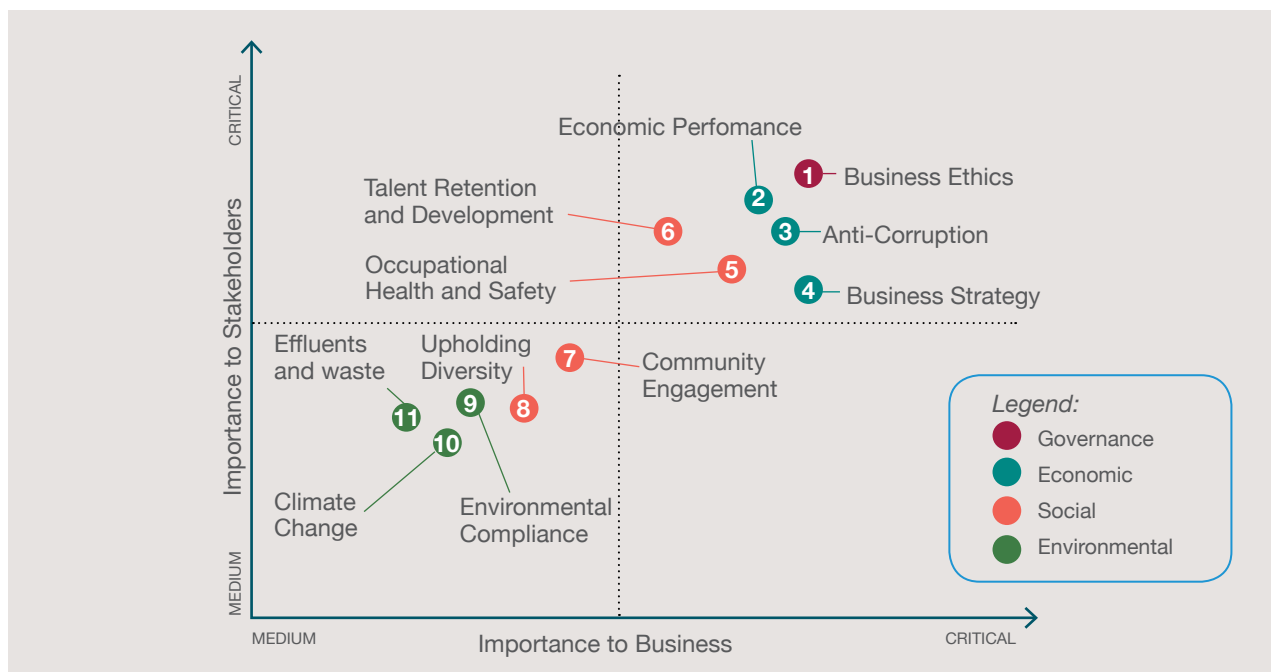 CRITICAL
Importance to Stakeholders
MEDIUM
Economic Perfomance
1
Business Ethics
2
Talent Retention
and Development
6
3
Anti-Corruption
Occupational
Health and Safety
5
4
Business Strategy
Effluents
and waste
Upholding
Diversity
7
Community
Engagement
11
9
8
10
Climate
Change
Environmental
Compliance
Legend:
Governance
Economic
Social
Environmental
MEDIUM
Importance to Business
CRITICAL